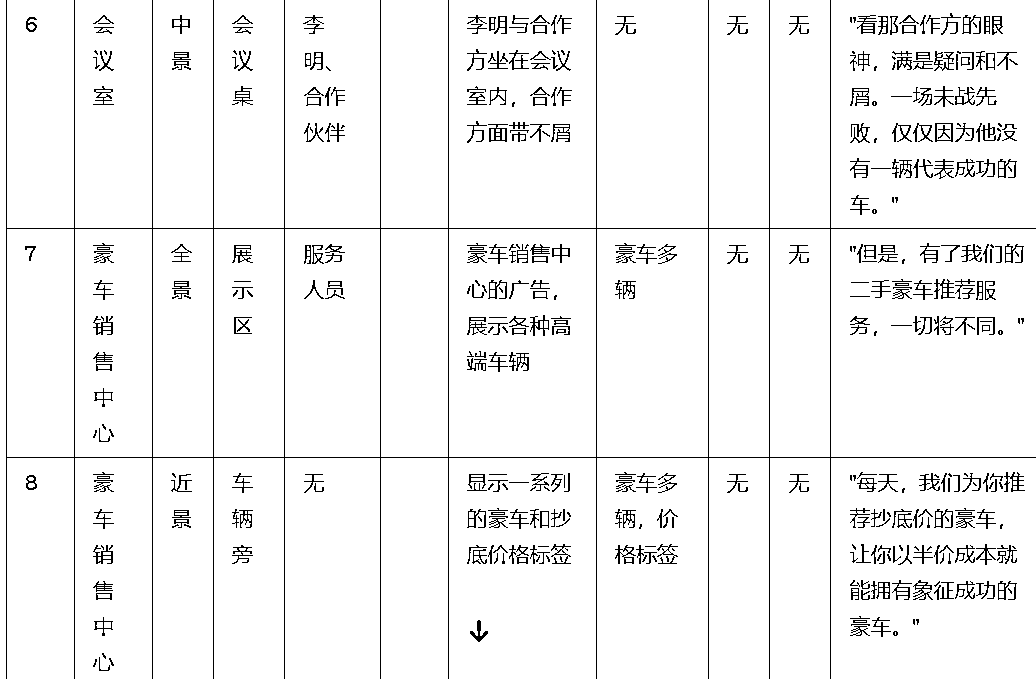 6
会
议
室
中
景
会
议
桌
李
明、
合作
伙伴
李明与合作
方坐在会议
室内，合作
方面带不屑
无
无
无
"看那合作方的眼
神，满是疑问和不
屑。一场未战先
败，仅仅因为他没
有一辆代表成功的
车。"
7
豪
车
销
售
中
心
全
景
展
示
区
服务
人员
豪车销售中
心的广告，
展示各种高
端车辆
豪车多
辆
无
无
"但是，有了我们的
二手豪车推荐服
务，一切将不同。"
8
豪
车
销
售
中
心
近
景
车
辆
旁
无
显示一系列
的豪车和抄
底价格标签
豪车多
辆，价
格标签
无
无
"每天，我们为你推
荐抄底价的豪车，
让你以半价成本就
能拥有象征成功的
豪车。"